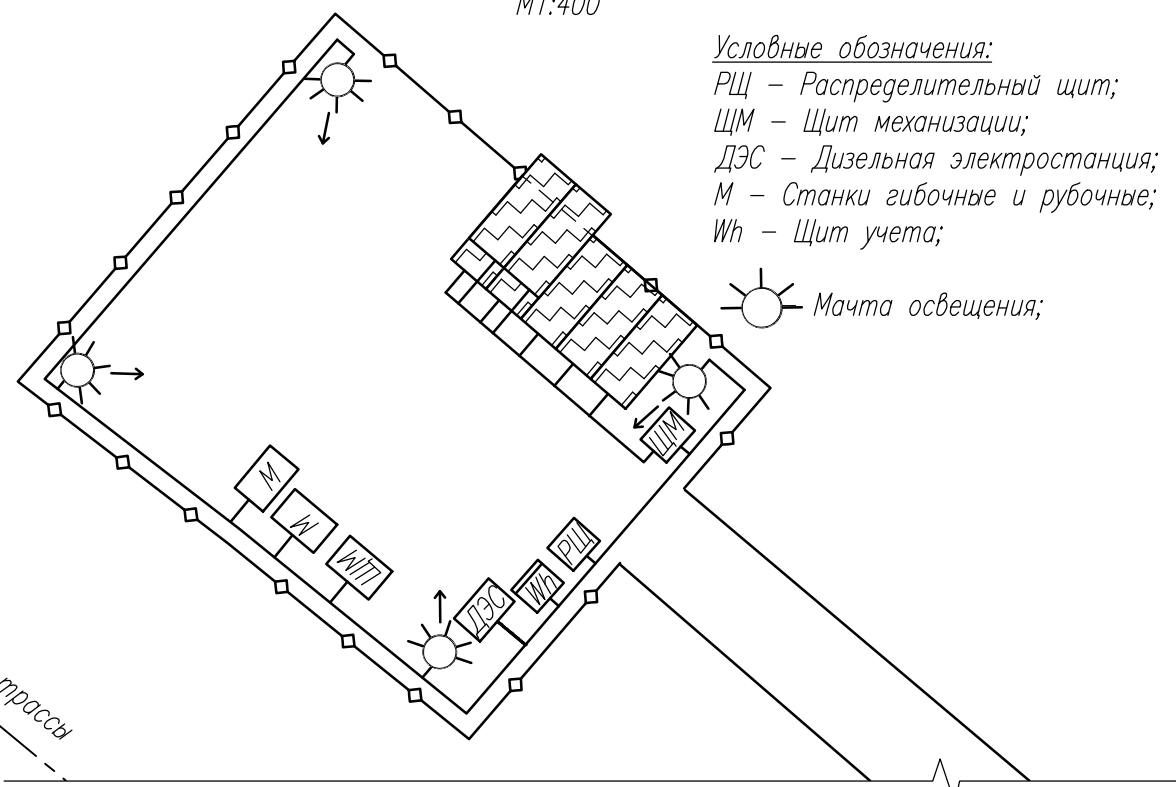 М1:400
Условные обозначения:
РЩ – Распределительный щит;
ЩМ – Щит механизации;
ДЭС – Дизельная электростанция;
М – Станки гибочные и рубочные;
Wh – Щит учета;
Мачта освещения;
ЩМ
М
М
РЩ
Wh
ДЭС
трассы